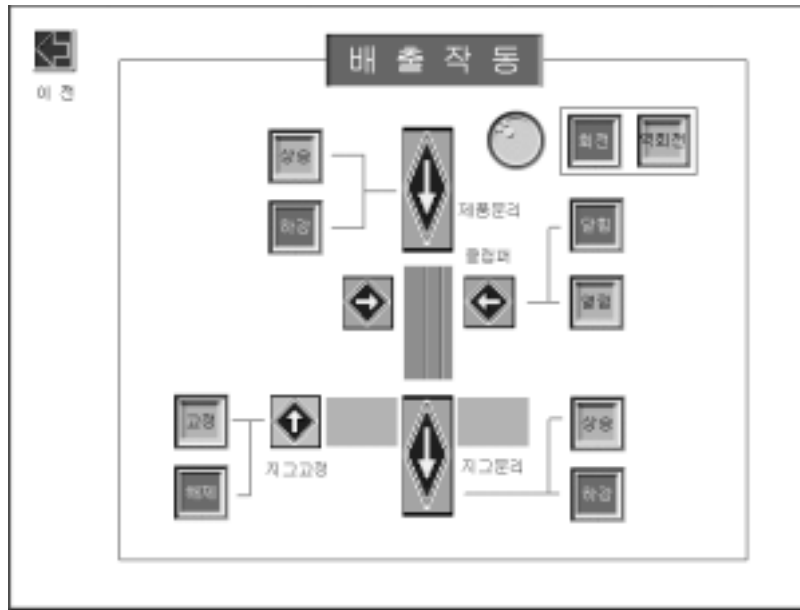 배출작동
이전
회전
역회전
상승
하강
제품분리
닫힘
클램퍼
열림
고정
해제
지그고정
지그분리
상승
하강